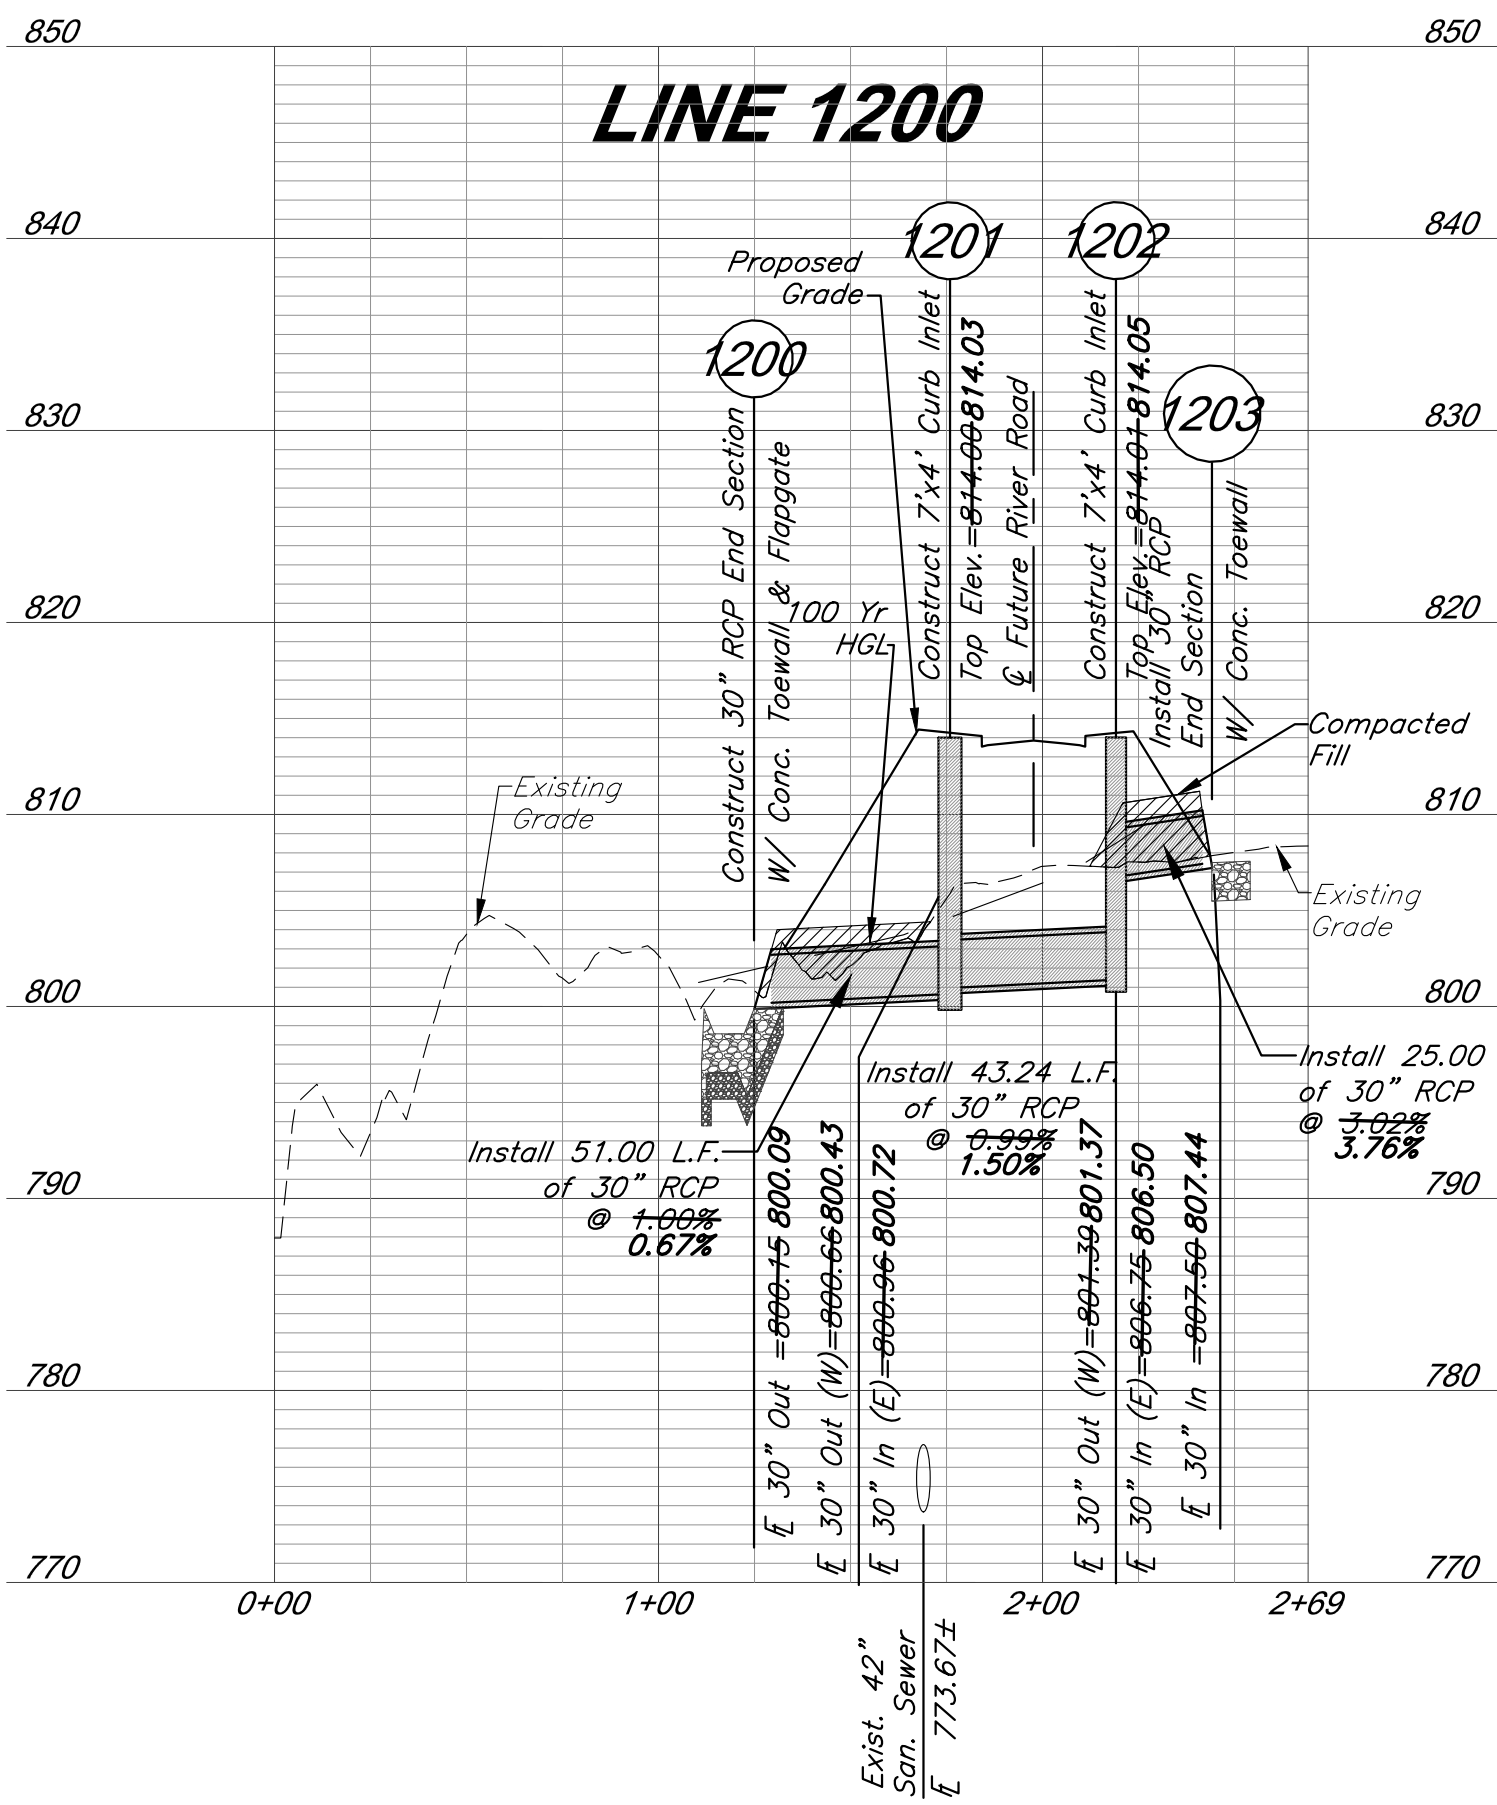 850
850
LINE 1200
840
840
1201
1202
Proposed
Grade
1200
1203
830
830
Construct 30" RCP End Section
W/ Conc. Toewall & Flapgate
Construct 7'x4' Curb Inlet
Top Elev.=814.00 814.03
℄ Future River Road
Construct 7'x4' Curb Inlet
Top Elev.=814.01 814.05
Install 30" RCP
End Section
W/ Conc. Toewall
820
820
100 Yr
HGL
Compacted
Fill
810
810
Existing
Grade
Existing
Grade
800
800
Install 43.24 L.F.
of 30" RCP
@ 0.99%
1.50%
Install 25.00
of 30" RCP
@ 3.02%
3.76%
Install 51.00 L.F.
of 30" RCP
@ 1.00%
0.67%
790
790
30" Out =800.15 800.09
30" Out (W)=800.66 800.43
30" In (E)=800.96 800.72
30" Out (W)=801.39 801.37
30" In (E)=806.75 806.50
30" In =807.50 807.44
780
780
770
770
0+00
1+00
2+00
2+69
Exist. 42"
San. Sewer
773.67±